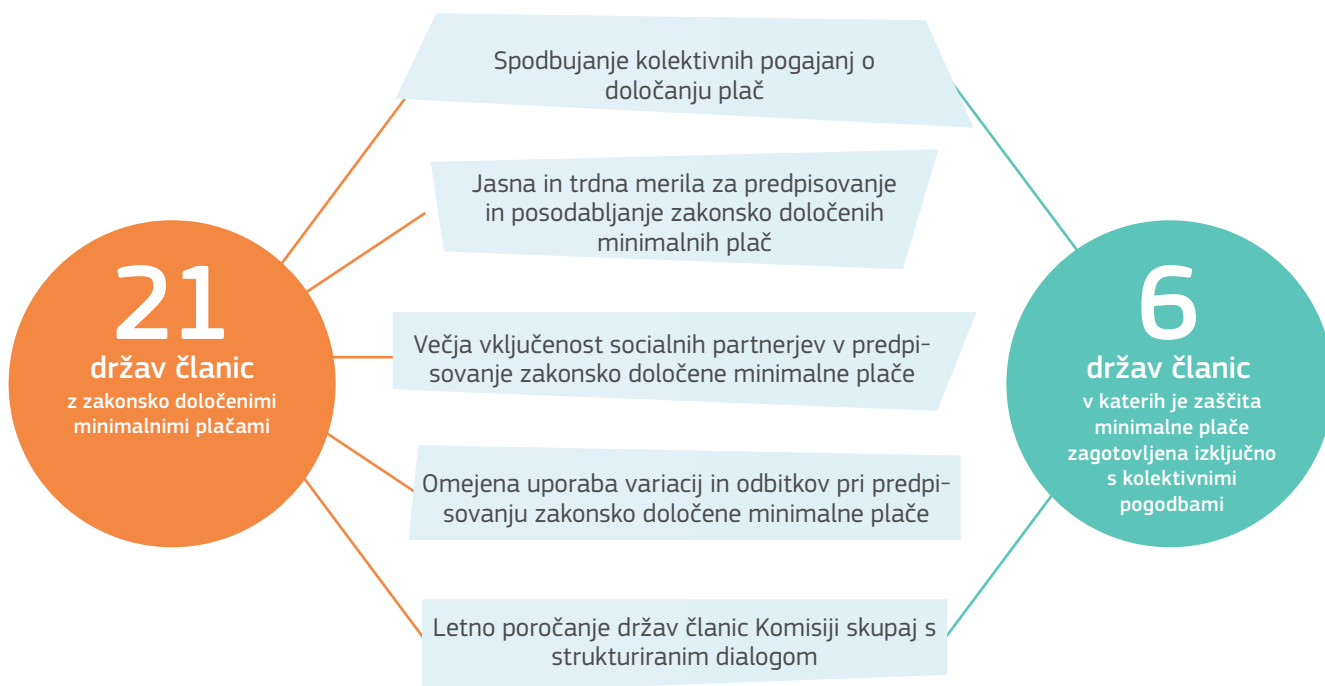 Spodbujanje kolektivnih pogajanj o
določanju plač
Jasna in trdna merila za predpisovanje
in posodabljanje zakonsko določenih
minimalnih plač
21
držav članic
z zakonsko določenimi
minimalnimi plačami
Večja vključenost socialnih partnerjev v predpi-
sovanje zakonsko določene minimalne plače
6
držav članic
v katerih je zaščita
minimalne plače
zagotovljena izključno
s kolektivnimi
pogodbami
Omejena uporaba variacij in odbitkov pri predpi-
sovanju zakonsko določene minimalne plače
Letno poročanje držav članic Komisiji skupaj s
strukturiranim dialogom